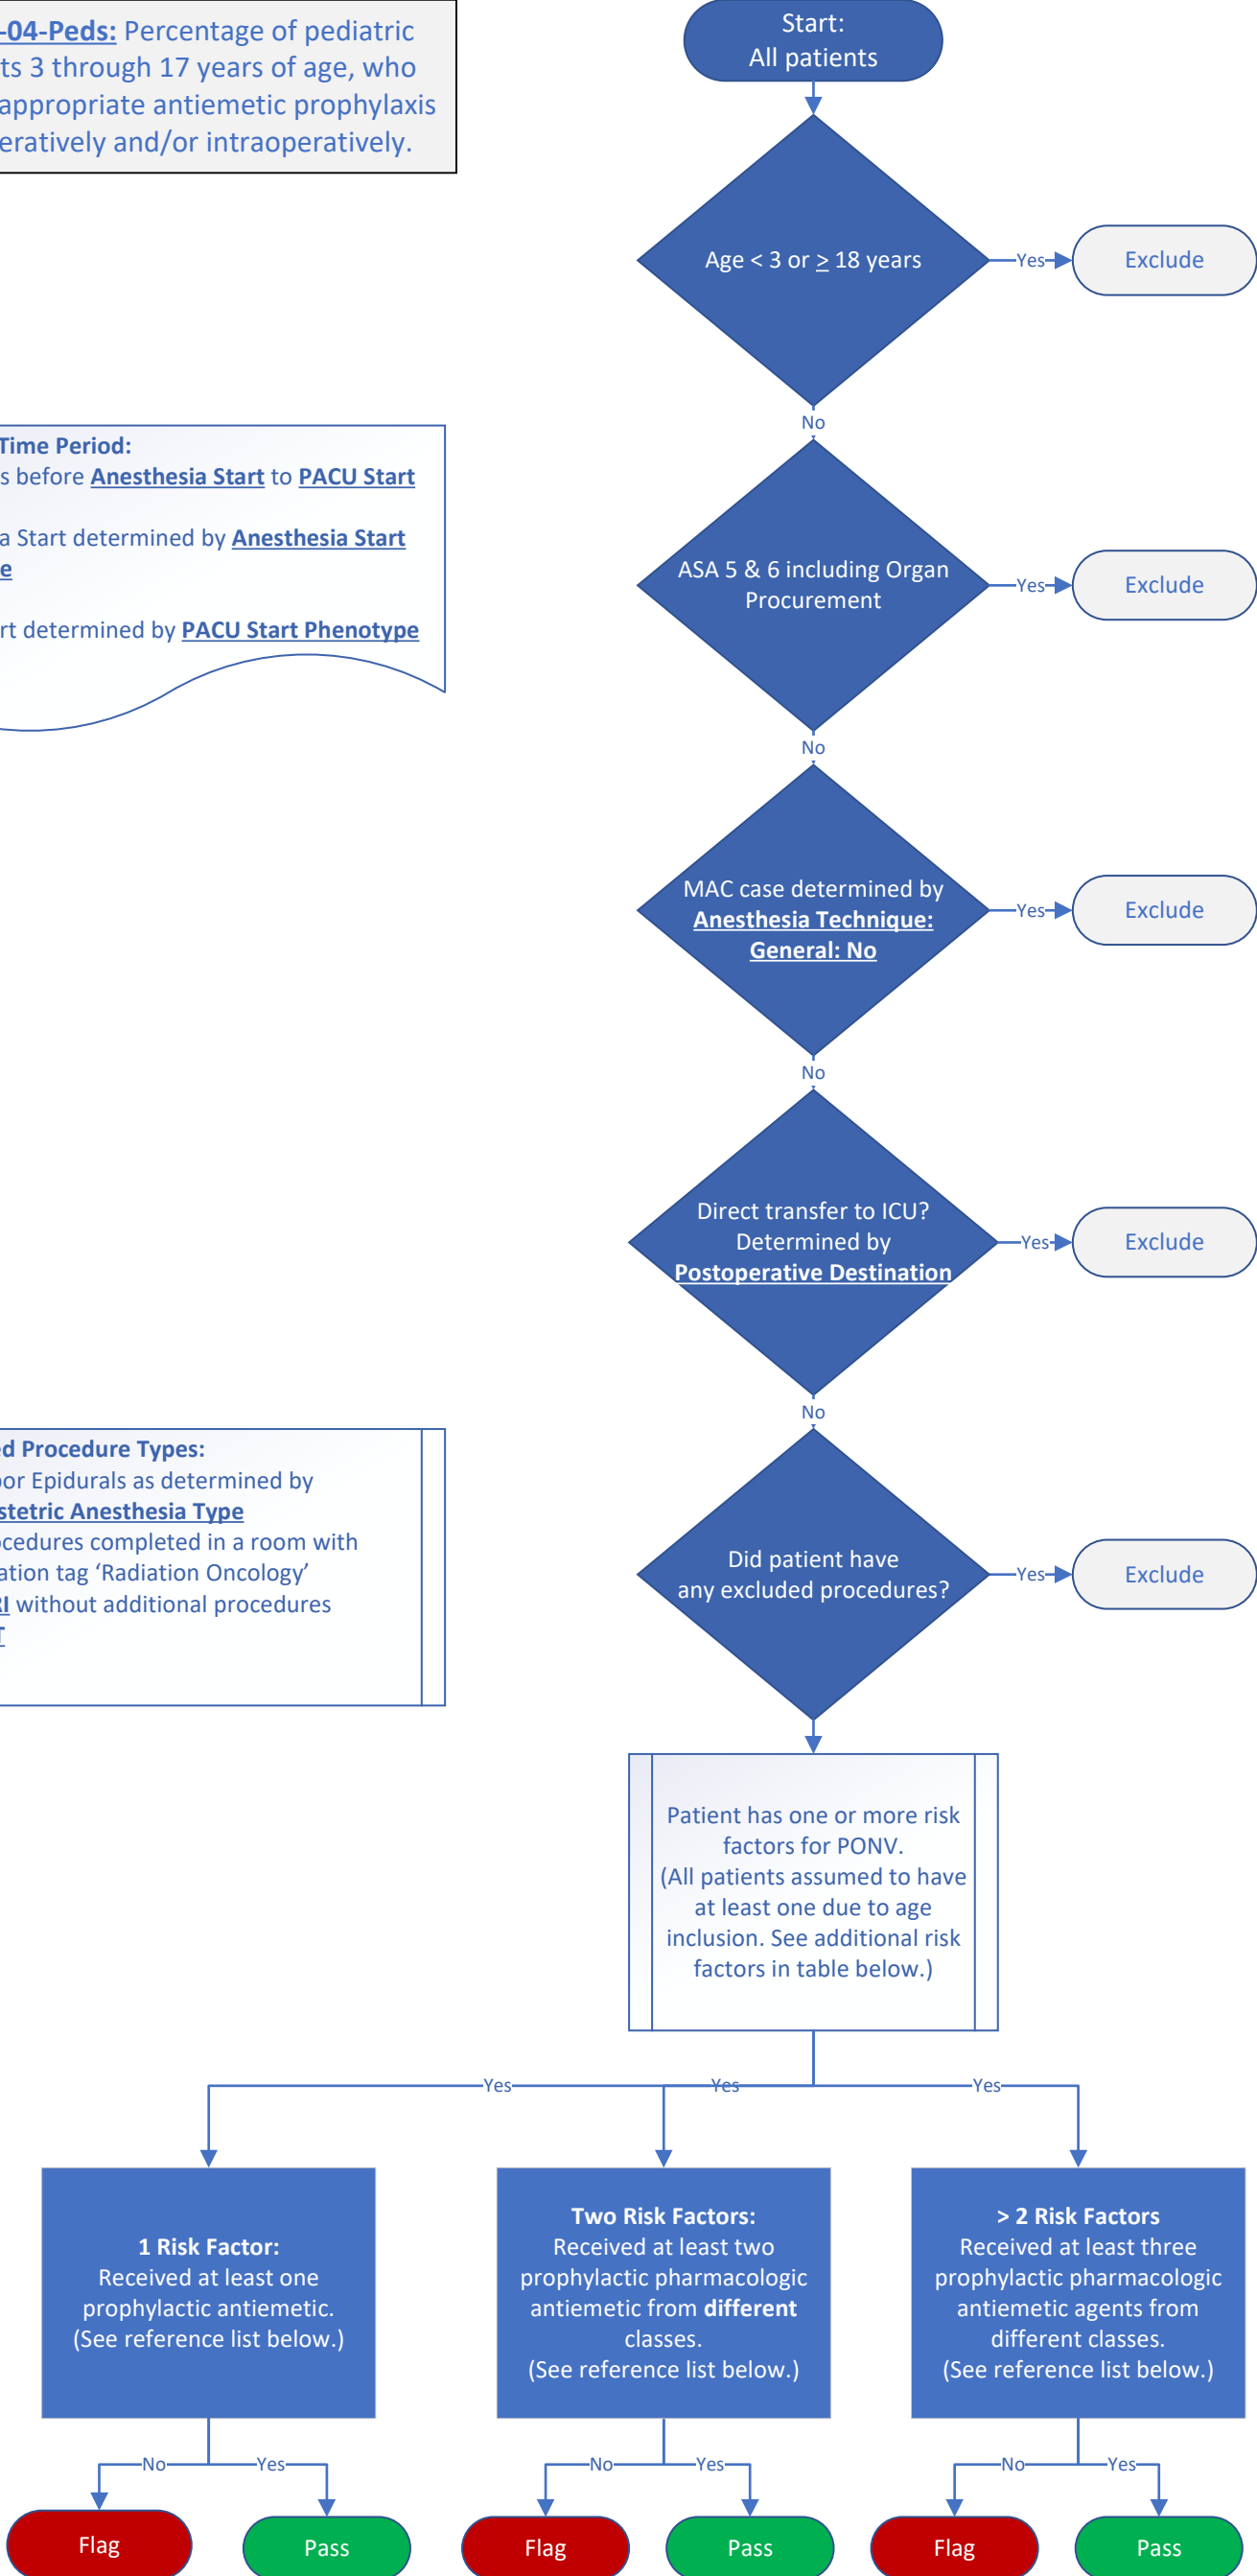 -04-Peds: Percentage of pediatric
ts 3 through 17 years of age, who
appropriate antiemetic prophylaxis
eratively and/or intraoperatively.
Start:
All patients
Age < 3 or ≥ 18 years
Yes
Exclude
No
Time Period:
s before Anesthesia Start to PACU Start
a Start determined by Anesthesia Start
e
rt determined by PACU Start Phenotype
ASA 5 & 6 including Organ
Procurement
Yes
Exclude
No
MAC case determined by
Anesthesia Technique:
General: No
Yes
Exclude
No
Direct transfer to ICU?
Determined by
Postoperative Destination
Yes
Exclude
No
ed Procedure Types:
bor Epidurals as determined by
stetric Anesthesia Type
ocedures completed in a room with
ation tag ‘Radiation Oncology’
RI without additional procedures
T
Did patient have
any excluded procedures?
Yes
Exclude
Patient has one or more risk
factors for PONV.
(All patients assumed to have
at least one due to age
inclusion. See additional risk
factors in table below.)
Yes
Yes
Yes
1 Risk Factor:
Received at least one
prophylactic antiemetic.
(See reference list below.)
Two Risk Factors:
Received at least two
prophylactic pharmacologic
antiemetic from different
classes.
(See reference list below.)
> 2 Risk Factors
Received at least three
prophylactic pharmacologic
antiemetic agents from
different classes.
(See reference list below.)
No
Yes
No
Yes
No
Yes
Flag
Pass
Flag
Pass
Flag
Pass